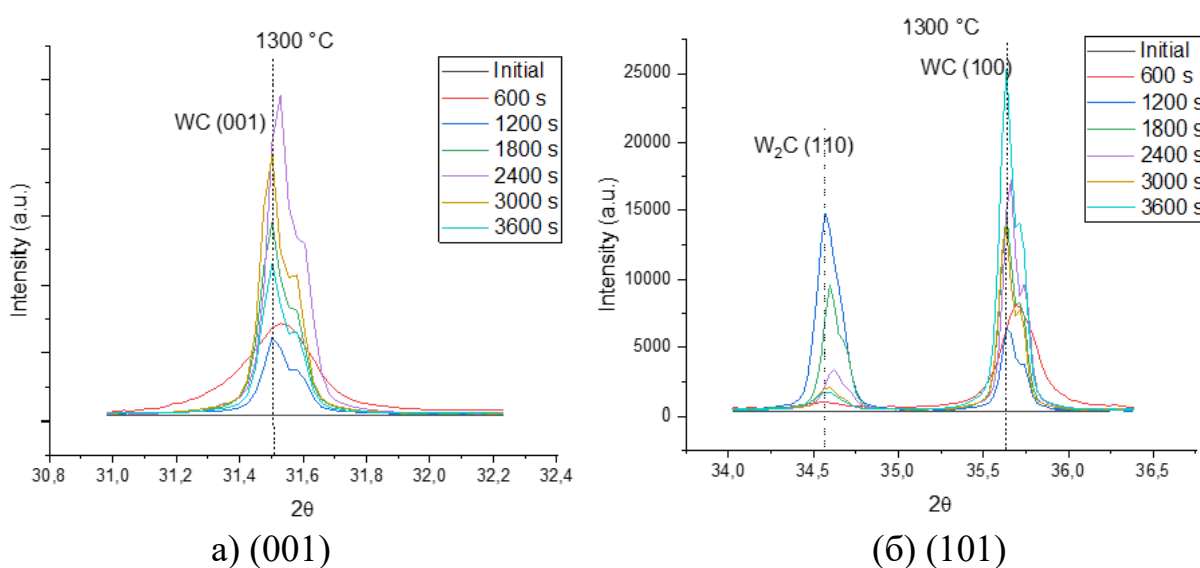 1300 °C
WC (001)
Initial
600 s
1200 s
1800 s
2400 s
3000 s
3600 s
Intensity (a.u.)
30,8 31,0 31,2 31,4 31,6 31,8 32,0 32,2 32,4
2θ
а) (001)
1300 °C
WC (100)
W₂C (110)
Initial
600 s
1200 s
1800 s
2400 s
3000 s
3600 s
Intensity (a.u.)
25000
20000
15000
10000
5000
0
34,0 34,5 35,0 35,5 36,0 36,5
2θ
(б) (101)